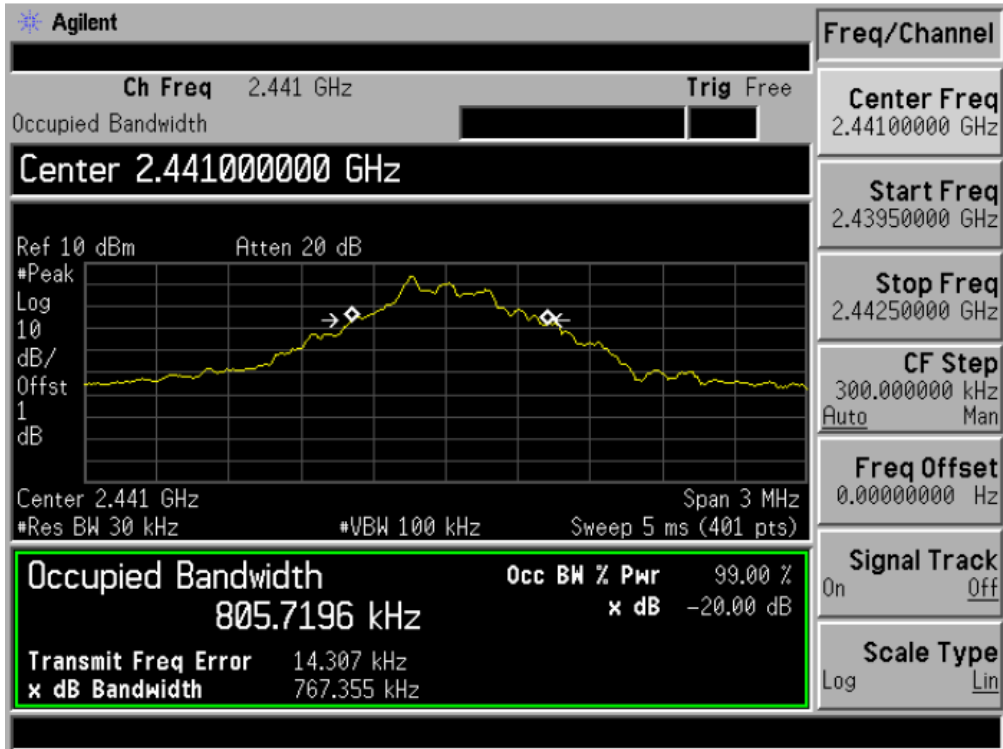 Agilent
Freq/Channel
Ch Freq 2.441 GHz Trig Free
Occupied Bandwidth
Center 2.441000000 GHz
Ref 10 dBm Atten 20 dB
#Peak
Log
10
dB/
Offst
1
dB
Center 2.441 GHz Span 3 MHz
#Res BW 30 kHz #VBW 100 kHz Sweep 5 ms (401 pts)
Occupied Bandwidth
805.7196 kHz
Occ BW % Pwr 99.00 %
x dB -20.00 dB
Transmit Freq Error 14.307 kHz
x dB Bandwidth 767.355 kHz
Center Freq
2.44100000 GHz
Start Freq
2.43950000 GHz
Stop Freq
2.44250000 GHz
CF Step
300.000000 kHz
Auto Man
Freq Offset
0.00000000 Hz
Signal Track
On Off
Scale Type
Log Lin